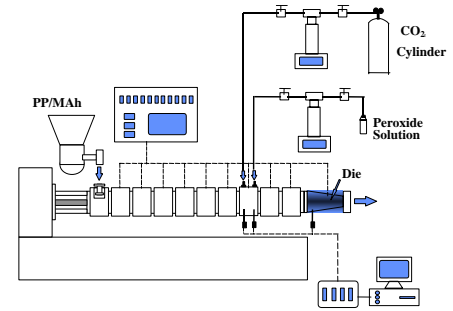 CO2
Cylinder
PP/MAh
Peroxide
Solution
Die